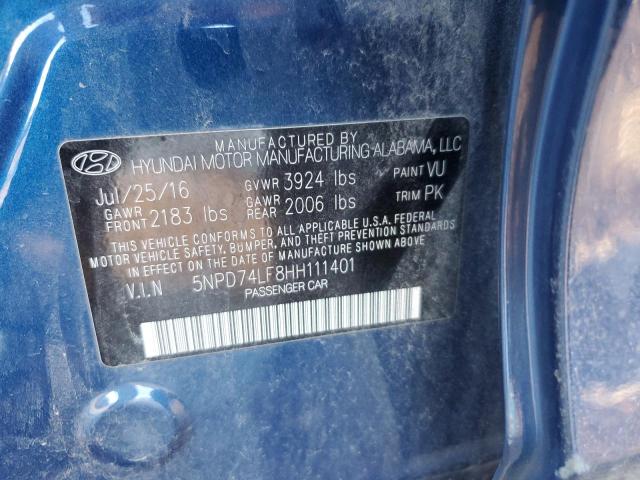 MANUFACTURED BY
HYUNDAI MOTOR MANUFACTURING ALABAMA, LLC
Jul/25/16 GVWR 3924 lbs PAINT VU
GAWR FRONT 2183 lbs GAWR REAR 2006 lbs TRIM PK
THIS VEHICLE CONFORMS TO ALL APPLICABLE U.S.A. FEDERAL
MOTOR VEHICLE SAFETY, BUMPER, AND THEFT PREVENTION STANDARDS
IN EFFECT ON THE DATE OF MANUFACTURE SHOWN ABOVE.
V.I.N 5NPD74LF8HH111401
PASSENGER CAR